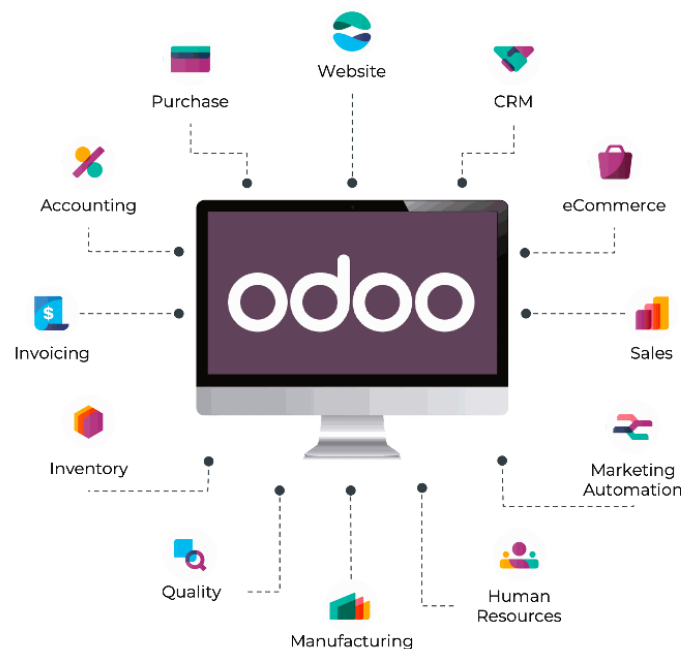 Website
Purchase
CRM
Accounting
eCommerce
odoo
$
Invoicing
Sales
Inventory
Marketing
Automation
Quality
Human
Resources
Manufacturing